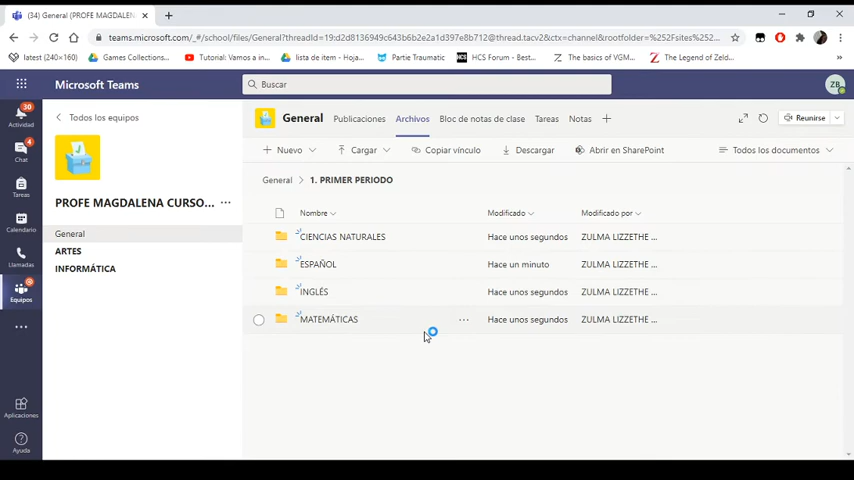 (34) General (PROFE MAGDALENA
teams.microsoft.com/_#/school/files/General?threadId=19:d2d8136949c643b6b2e2a1d397e6a534@thread.tacv2&ctx=channel&rootfolder=%252Fsites%252...
latest (240×160)
Games Collections...
Tutorial: Vamos a in...
lista de item - Hoja...
Partie Traumatic
HCS Forum - Best...
The basics of VGM...
The Legend of Zeld...
Microsoft Teams
Buscar
ZB
30
Actividad
4
Chat
Tareas
Calendario
Llamadas
Equipos
Aplicaciones
Ayuda
Todos los equipos
PROFE MAGDALENA CURSO... ...
General
ARTES
INFORMÁTICA
General Publicaciones Archivos Bloc de notas de clase Tareas Notas
Reunirse
Nuevo Cargar Copiar vínculo Descargar Abrir en SharePoint Todos los documentos
General > 1. PRIMER PERIODO
Nombre Modificado Modificado por
CIENCIAS NATURALES Hace unos segundos ZULMA LIZZETHE ...
ESPAÑOL Hace un minuto ZULMA LIZZETHE ...
INGLÉS Hace unos segundos ZULMA LIZZETHE ...
MATEMÁTICAS ... Hace unos segundos ZULMA LIZZETHE ...